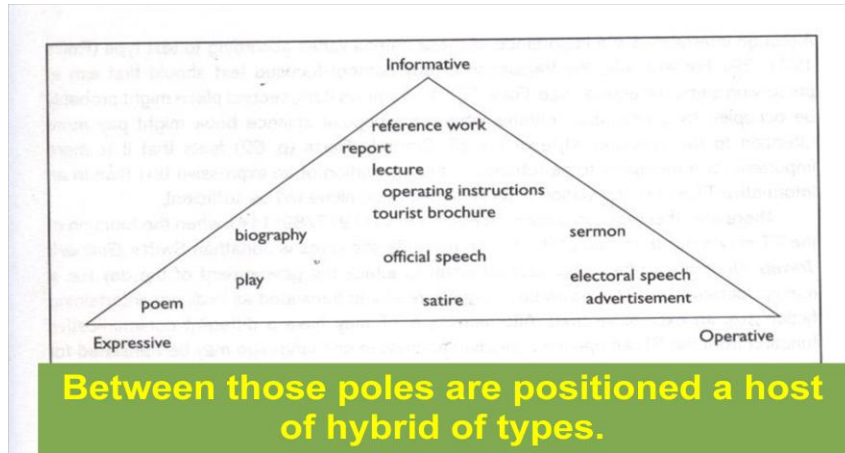 Informative
reference work
report
lecture
operating instructions
tourist brochure
biography
sermon
official speech
play
electoral speech
poem
satire
advertisement
Expressive
Operative
Between those poles are positioned a host
of hybrid of types.